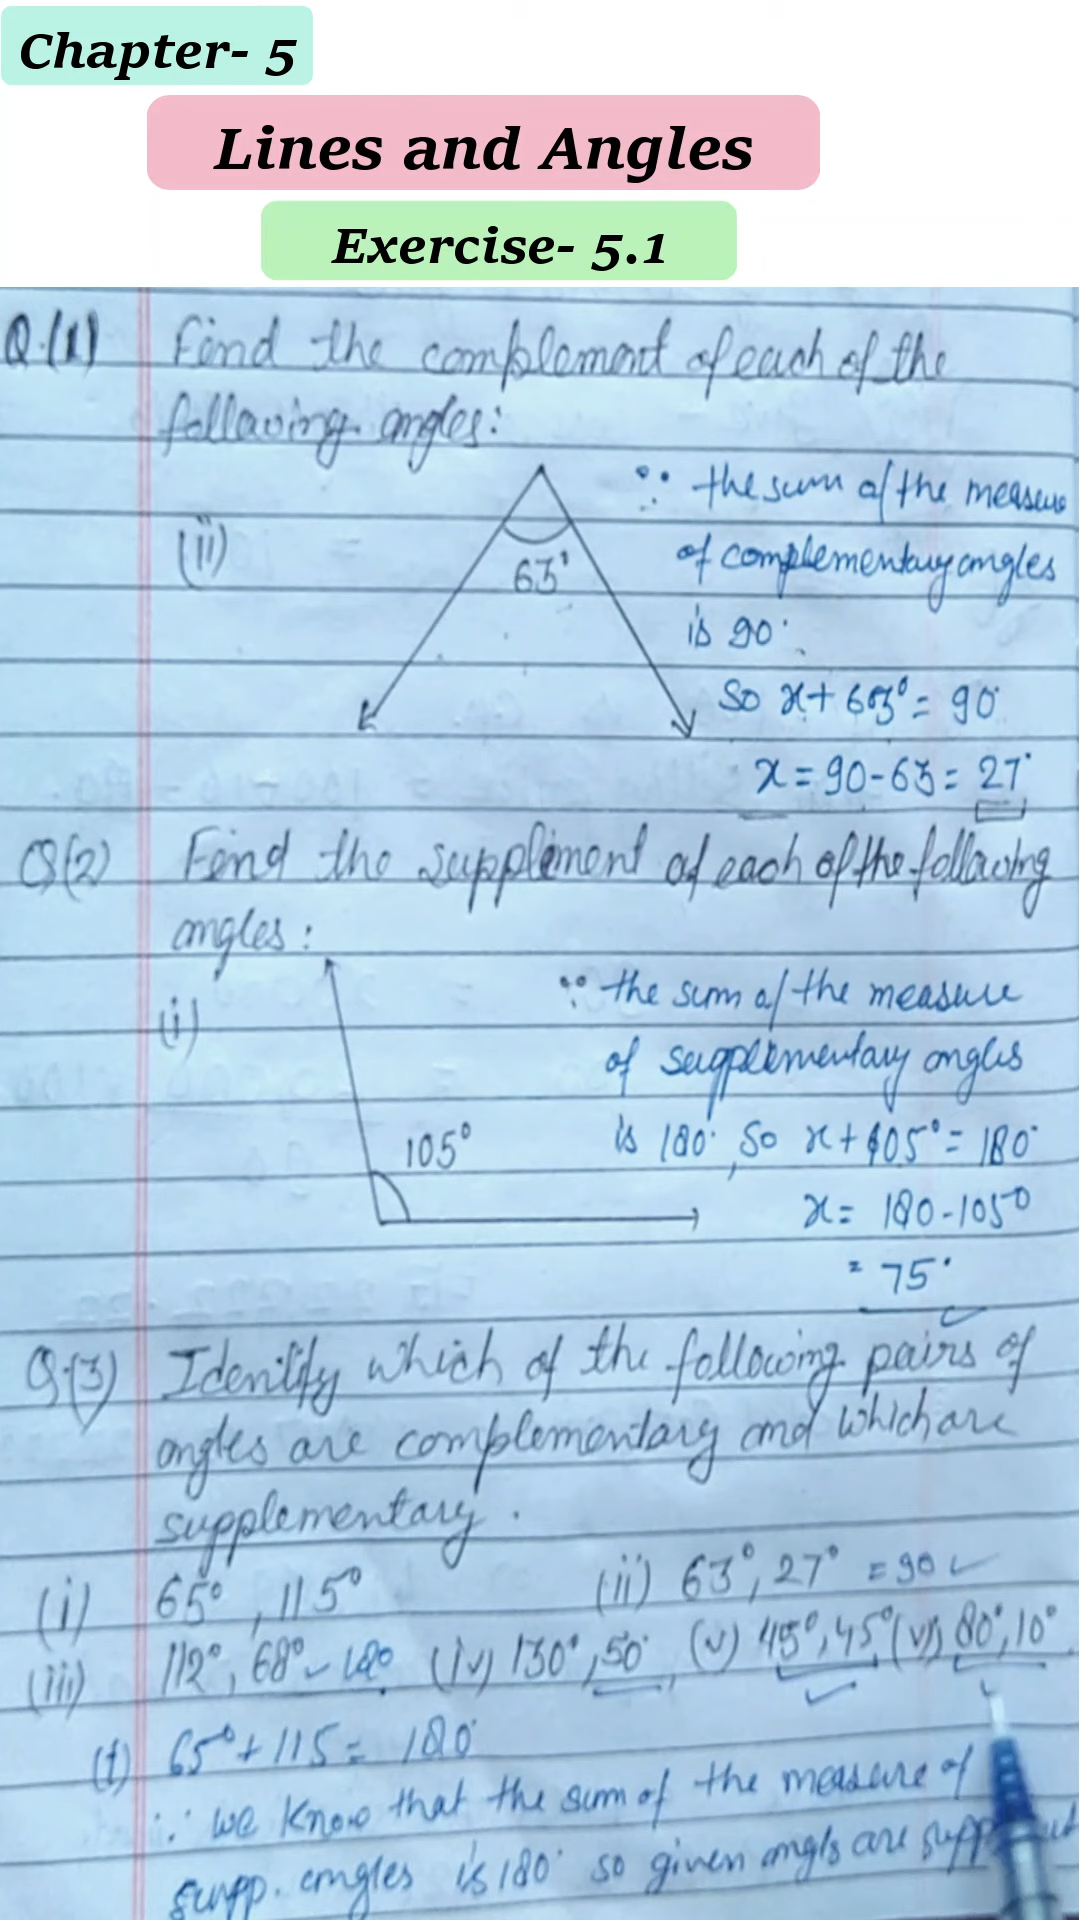 Chapter- 5
Lines and Angles
Exercise- 5.1
Q.(1) Find the complement of each of the
following angles:
(ii) 63°
∵ the sum of the measure
of complementary angles
is 90°
So x + 63° = 90°
x = 90 - 63 = 27°
Q(2) Find the supplement of each of the following
angles :
(i) 105°
∵ the sum of the measure
of supplementary angles
is 180°, so x + 105° = 180°
x = 180 - 105°
= 75°
Q.(3) Identify which of the following pairs of
angles are complementary and which are
supplementary.
(i) 65°, 115° (ii) 63°, 27° = 90
(iii) 112°, 68° 180 (iv) 130°, 50°, (v) 45°, 45° (vi) 80°, 10°
65° + 115 = 180°
∵ we know that the sum of the measure of
supp. angles is 180° so given angls are